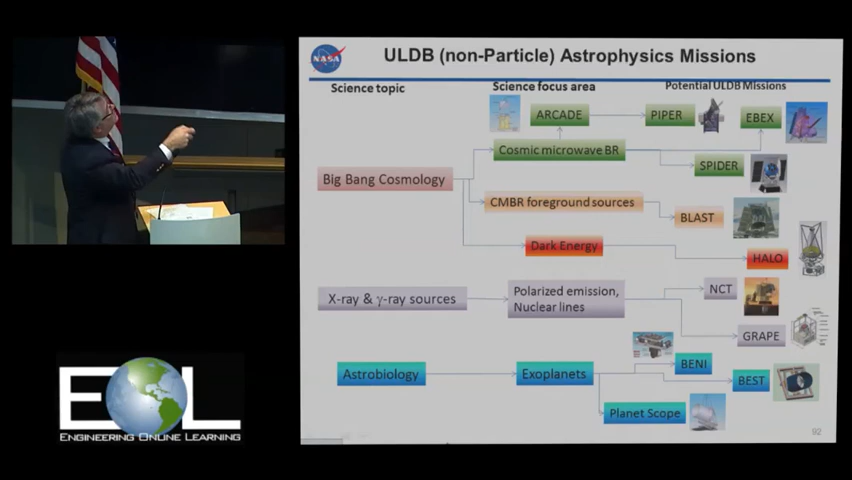 NASA
ULDB (non-Particle) Astrophysics Missions
Science topic
Science focus area
Potential ULDB Missions
ARCADE
PIPER
EBEX
Cosmic microwave BR
SPIDER
Big Bang Cosmology
CMBR foreground sources
BLAST
Dark Energy
HALO
X-ray & γ-ray sources
Polarized emission,
Nuclear lines
NCT
GRAPE
Astrobiology
Exoplanets
BENI
BEST
Planet Scope
92
EOL
ENGINEERING ONLINE LEARNING